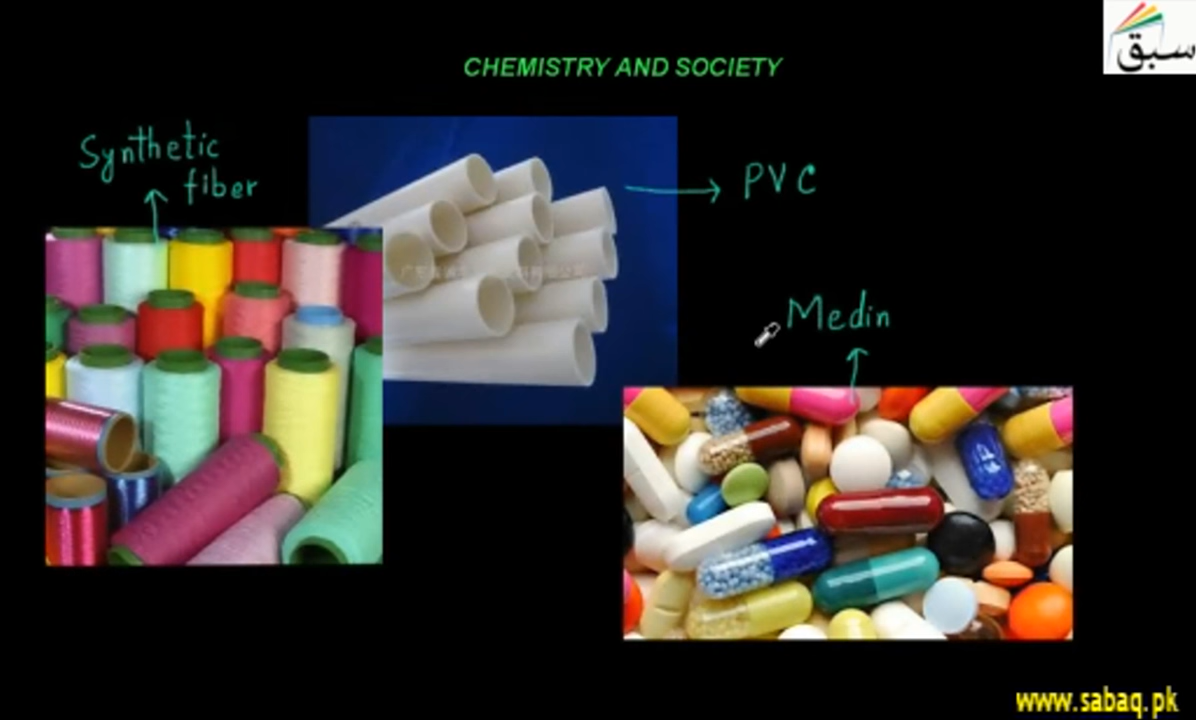 سبق
CHEMISTRY AND SOCIETY
Synthetic
fiber
PVC
Medin
www.sabaq.pk